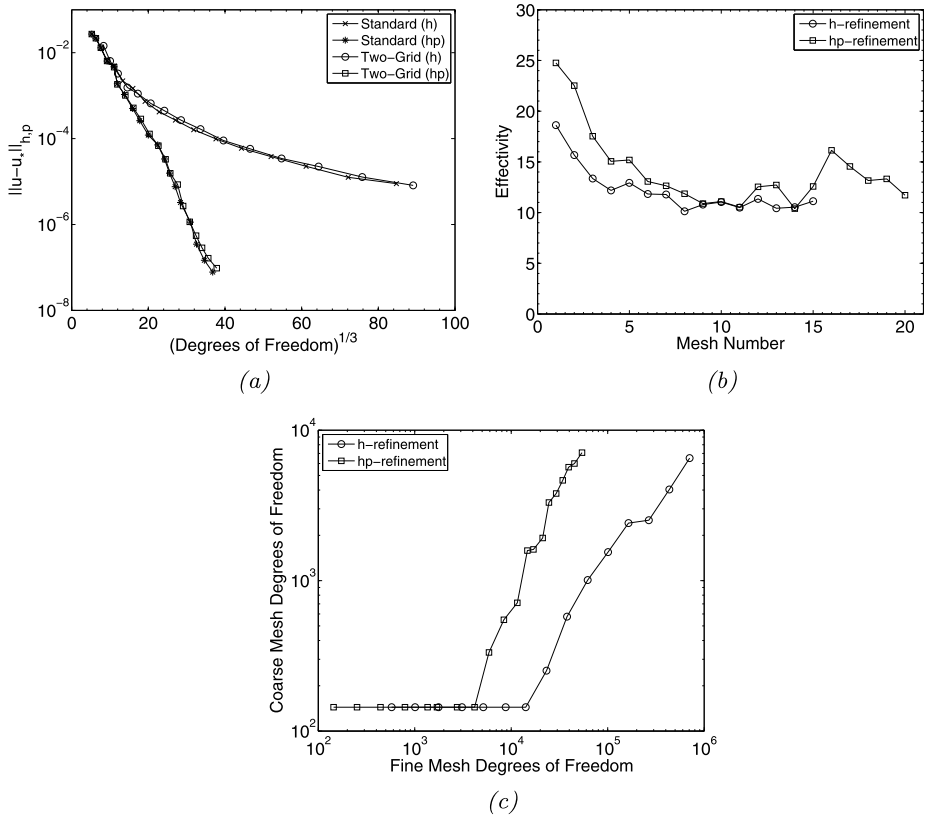 10^−2
10^−4
10^−6
10^−8
||u−u_*||_h,p
0 20 40 60 80 100
(Degrees of Freedom)^1/3
Standard (h)
Standard (hp)
Two−Grid (h)
Two−Grid (hp)
(a)
30
25
20
15
10
5
0
Effectivity
0 5 10 15 20
Mesh Number
h−refinement
hp−refinement
(b)
10^4
10^3
10^2
Coarse Mesh Degrees of Freedom
h−refinement
hp−refinement
10^2 10^3 10^4 10^5 10^6
Fine Mesh Degrees of Freedom
(c)